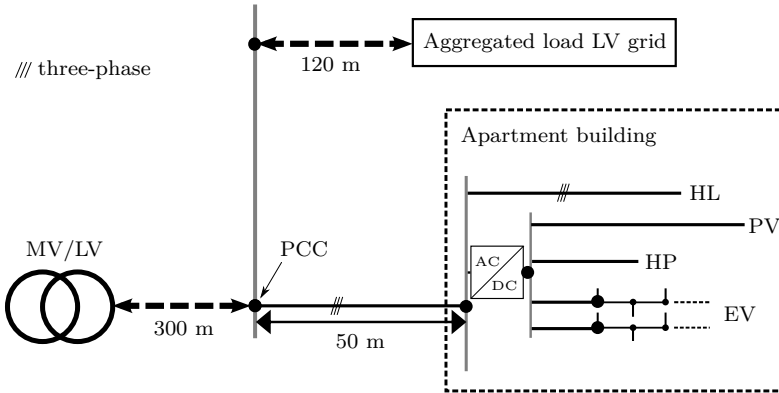 Aggregated load LV grid
120 m
/// three-phase
Apartment building
HL
PV
MV/LV
PCC
AC
DC
HP
EV
300 m
50 m